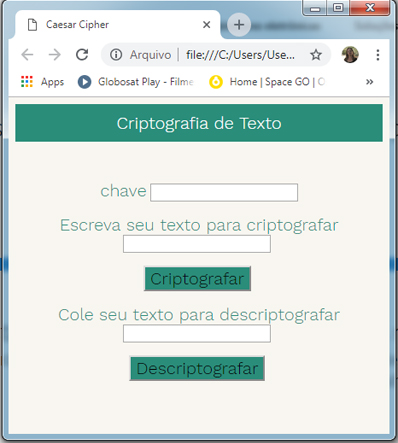 Caesar Cipher
Arquivo | file:///C:/Users/Use...
Apps Globosat Play - Filme Home | Space GO | O »
Criptografia de Texto
chave
Escreva seu texto para criptografar
Criptografar
Cole seu texto para descriptografar
Descriptografar